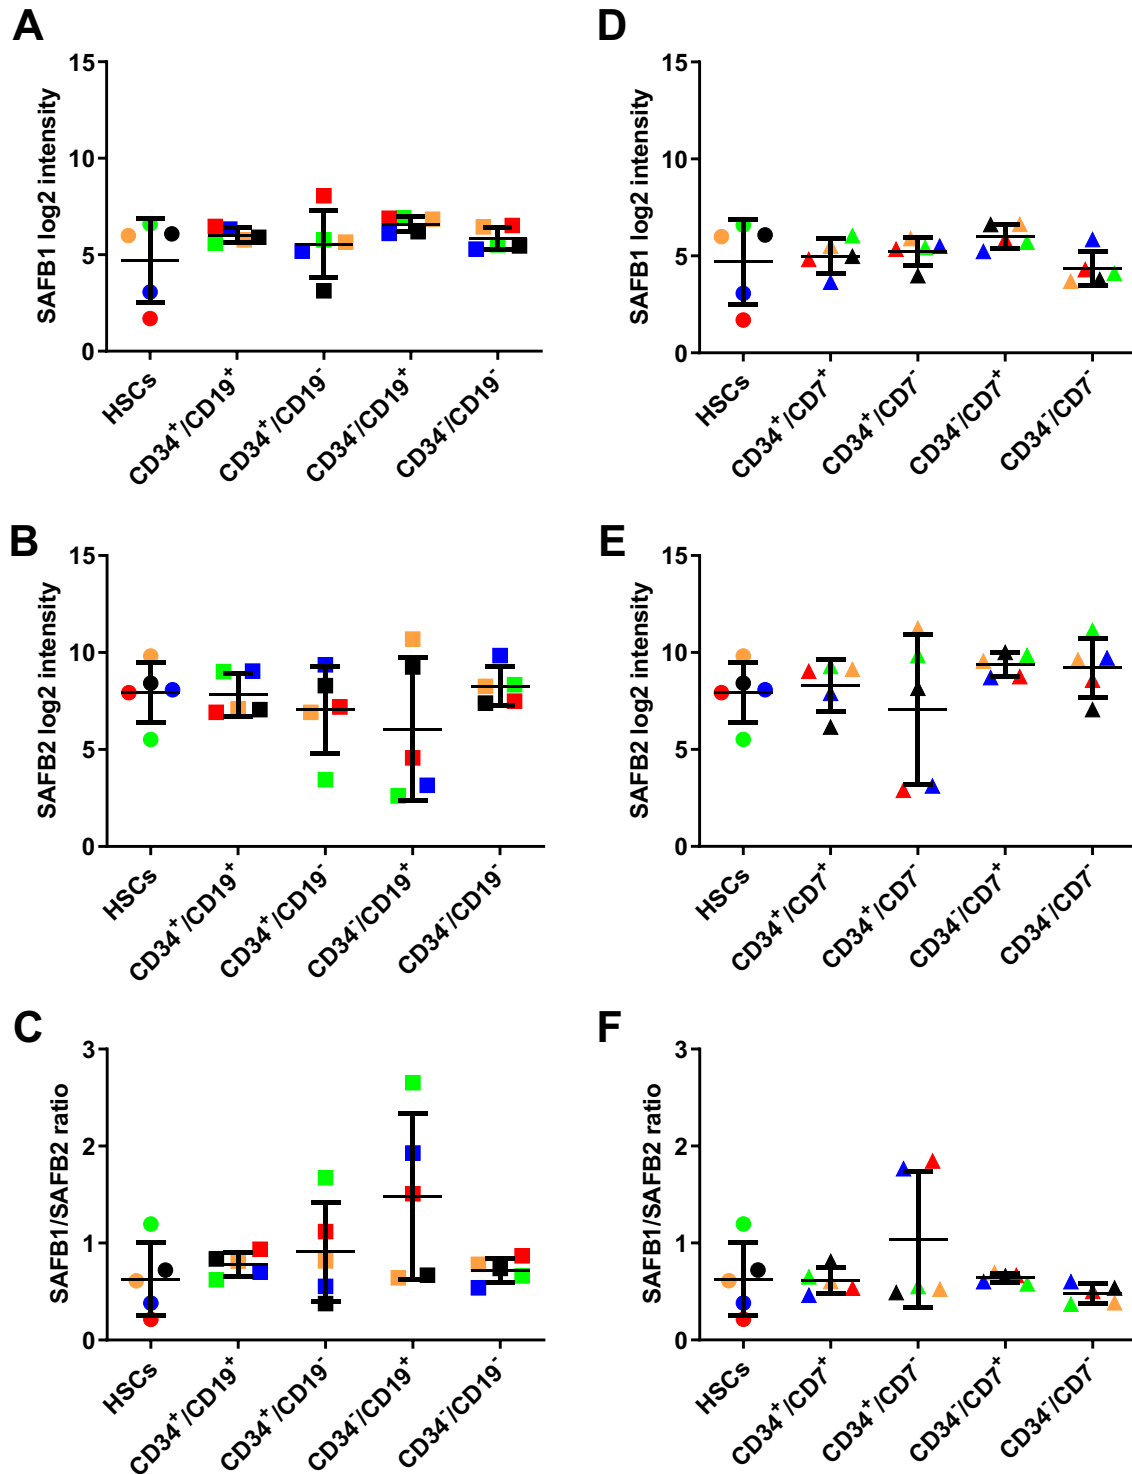 A
SAFB1 log2 intensity
15
10
5
0
HSCs
CD34⁺/CD19⁺
CD34⁺/CD19⁻
CD34⁻/CD19⁺
CD34⁻/CD19⁻
D
SAFB1 log2 intensity
15
10
5
0
HSCs
CD34⁺/CD7⁺
CD34⁺/CD7⁻
CD34⁻/CD7⁺
CD34⁻/CD7⁻
B
SAFB2 log2 intensity
15
10
5
0
HSCs
CD34⁺/CD19⁺
CD34⁺/CD19⁻
CD34⁻/CD19⁺
CD34⁻/CD19⁻
E
SAFB2 log2 intensity
15
10
5
0
HSCs
CD34⁺/CD7⁺
CD34⁺/CD7⁻
CD34⁻/CD7⁺
CD34⁻/CD7⁻
C
SAFB1/SAFB2 ratio
3
2
1
0
HSCs
CD34⁺/CD19⁺
CD34⁺/CD19⁻
CD34⁻/CD19⁺
CD34⁻/CD19⁻
F
SAFB1/SAFB2 ratio
3
2
1
0
HSCs
CD34⁺/CD7⁺
CD34⁺/CD7⁻
CD34⁻/CD7⁺
CD34⁻/CD7⁻